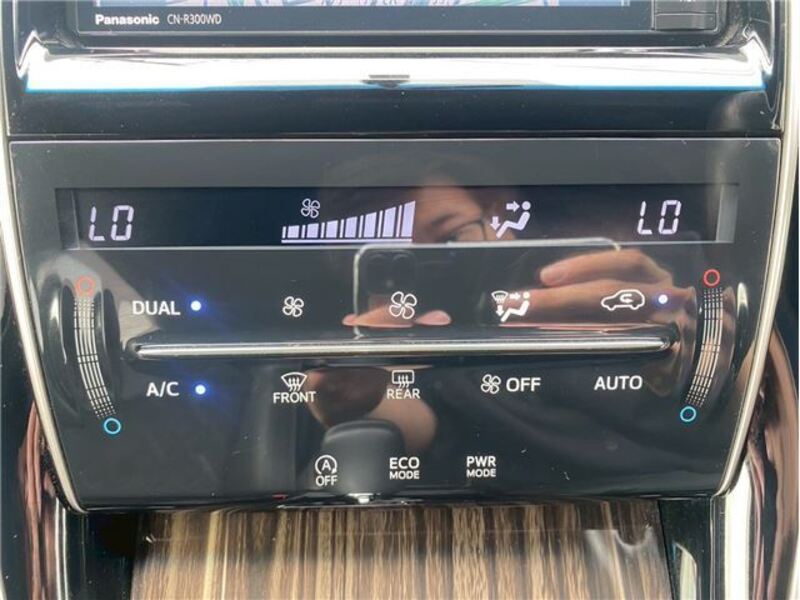 Panasonic CN-R300WD
LO LO
DUAL
A/C FRONT REAR OFF AUTO
A
OFF ECO MODE PWR MODE